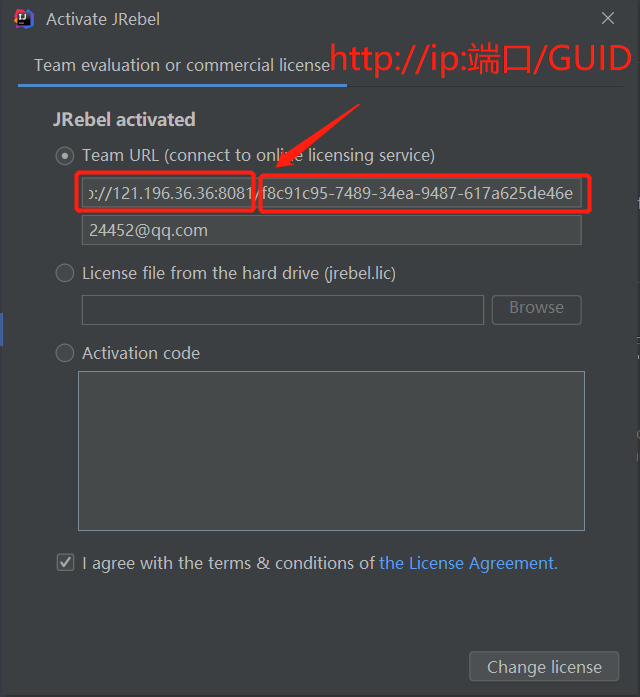 Activate JRebel
http://ip:端口/GUID
Team evaluation or commercial license
JRebel activated
Team URL (connect to online licensing service)
://121.196.36.36:8081/f8c91c95-7489-34ea-9487-617a625de46e
24452@qq.com
License file from the hard drive (jrebel.lic)
Browse
Activation code
I agree with the terms & conditions of the License Agreement.
Change license